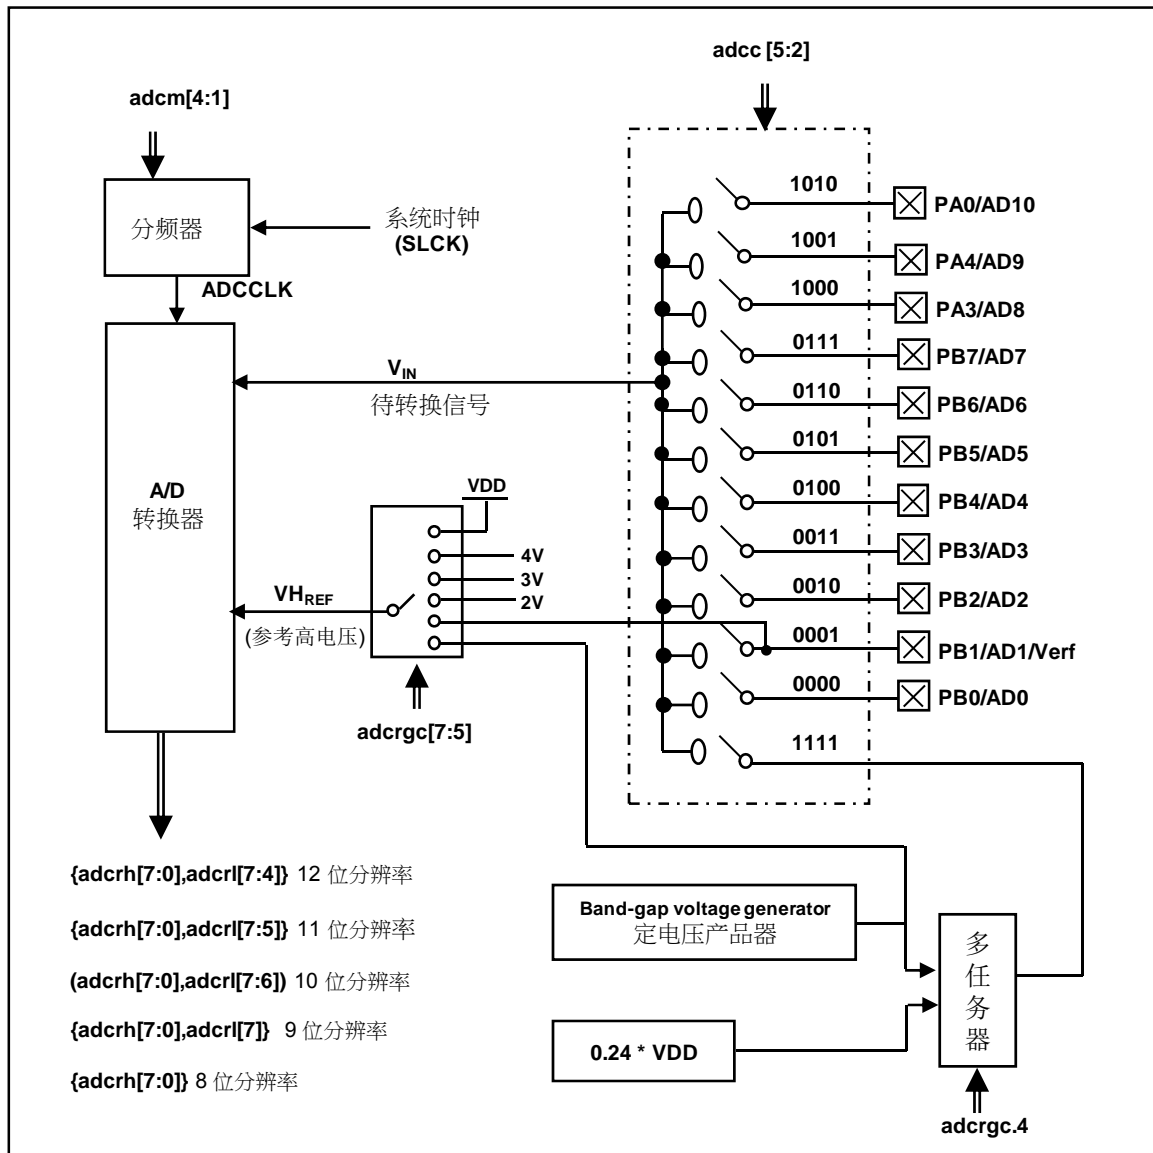 adcc [5:2]
adcm[4:1]
分频器
系统时钟
(SLCK)
ADCCLK
1010
PA0/AD10
1001
PA4/AD9
1000
PA3/AD8
0111
PB7/AD7
VIN
待转换信号
0110
PB6/AD6
0101
PB5/AD5
A/D
转换器
VDD
4V
3V
2V
0100
PB4/AD4
0011
PB3/AD3
VHREF
(参考高电压)
0010
PB2/AD2
0001
PB1/AD1/Verf
0000
PB0/AD0
adcrgc[7:5]
1111
{adcrh[7:0],adcrl[7:4]} 12 位分辨率
{adcrh[7:0],adcrl[7:5]} 11 位分辨率
(adcrh[7:0],adcrl[7:6]) 10 位分辨率
{adcrh[7:0],adcrl[7]} 9 位分辨率
{adcrh[7:0]} 8 位分辨率
Band-gap voltage generator
定电压产品器
0.24 * VDD
多任务器
adcrgc.4